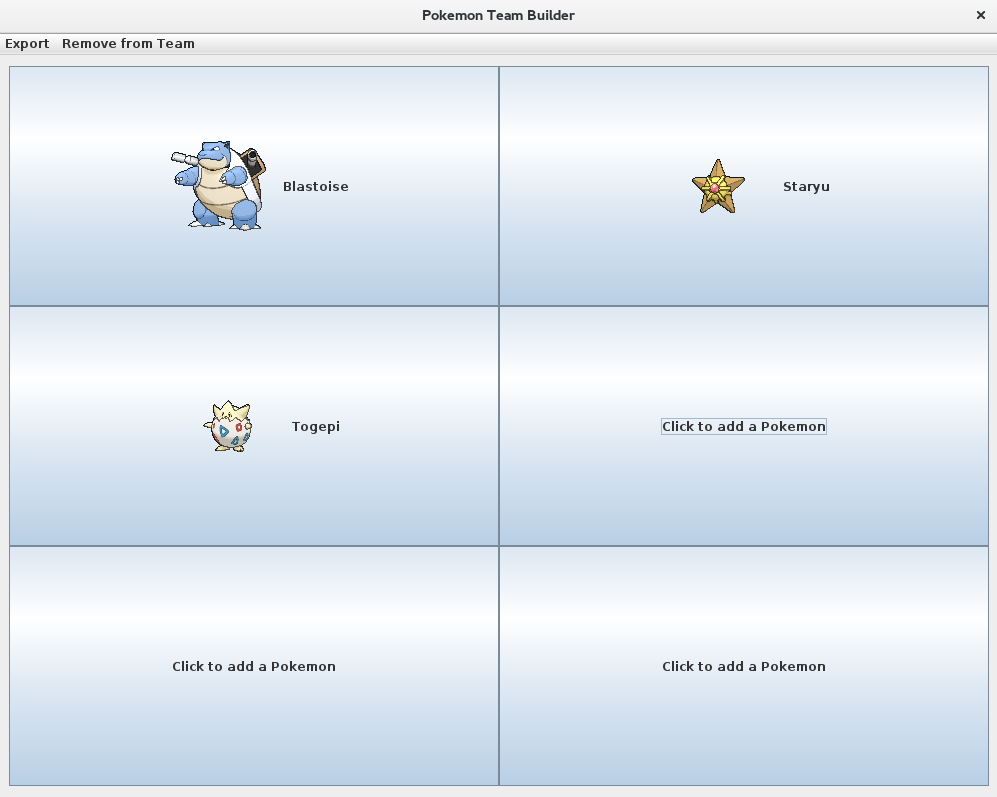 Pokemon Team Builder
Export Remove from Team
Blastoise
Staryu
Togepi
Click to add a Pokemon
Click to add a Pokemon
Click to add a Pokemon